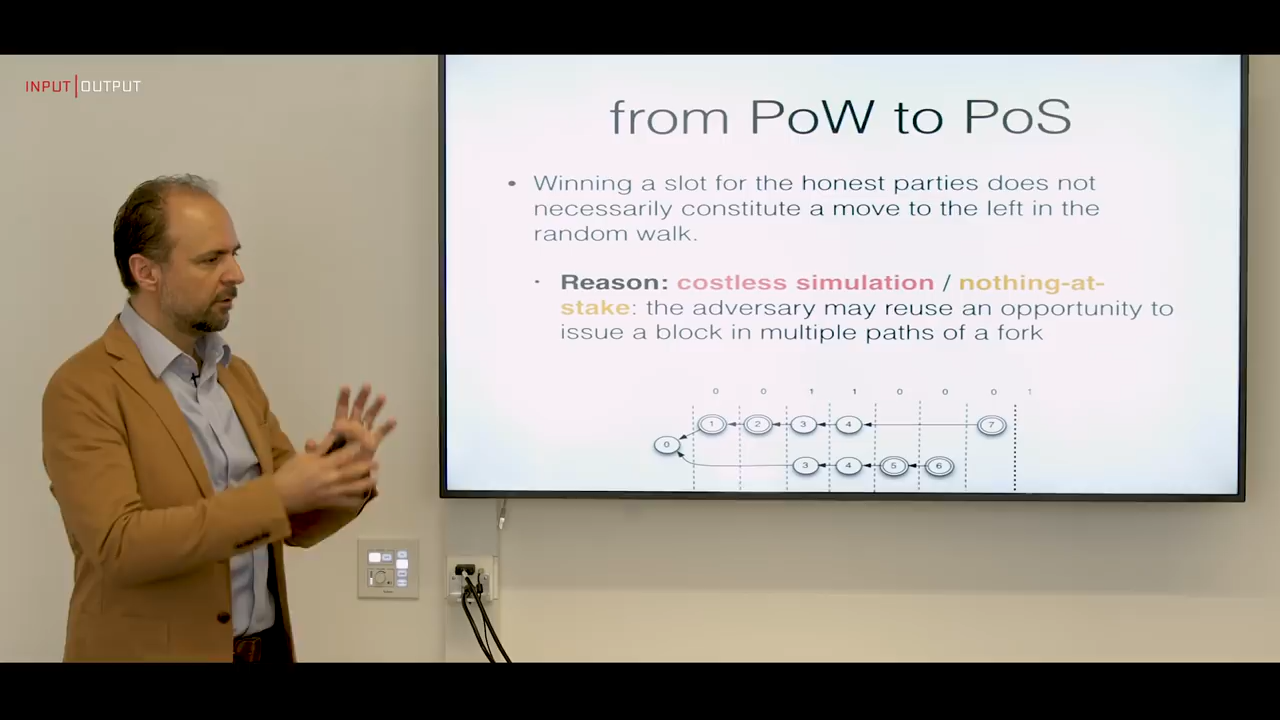 INPUT|OUTPUT
from PoW to PoS
• Winning a slot for the honest parties does not
necessarily constitute a move to the left in the
random walk.
• Reason: costless simulation / nothing-at-
stake: the adversary may reuse an opportunity to
issue a block in multiple paths of a fork
0 0 1 1 0 0 0 1
1 2 3 4 7
0
3 4 5 6